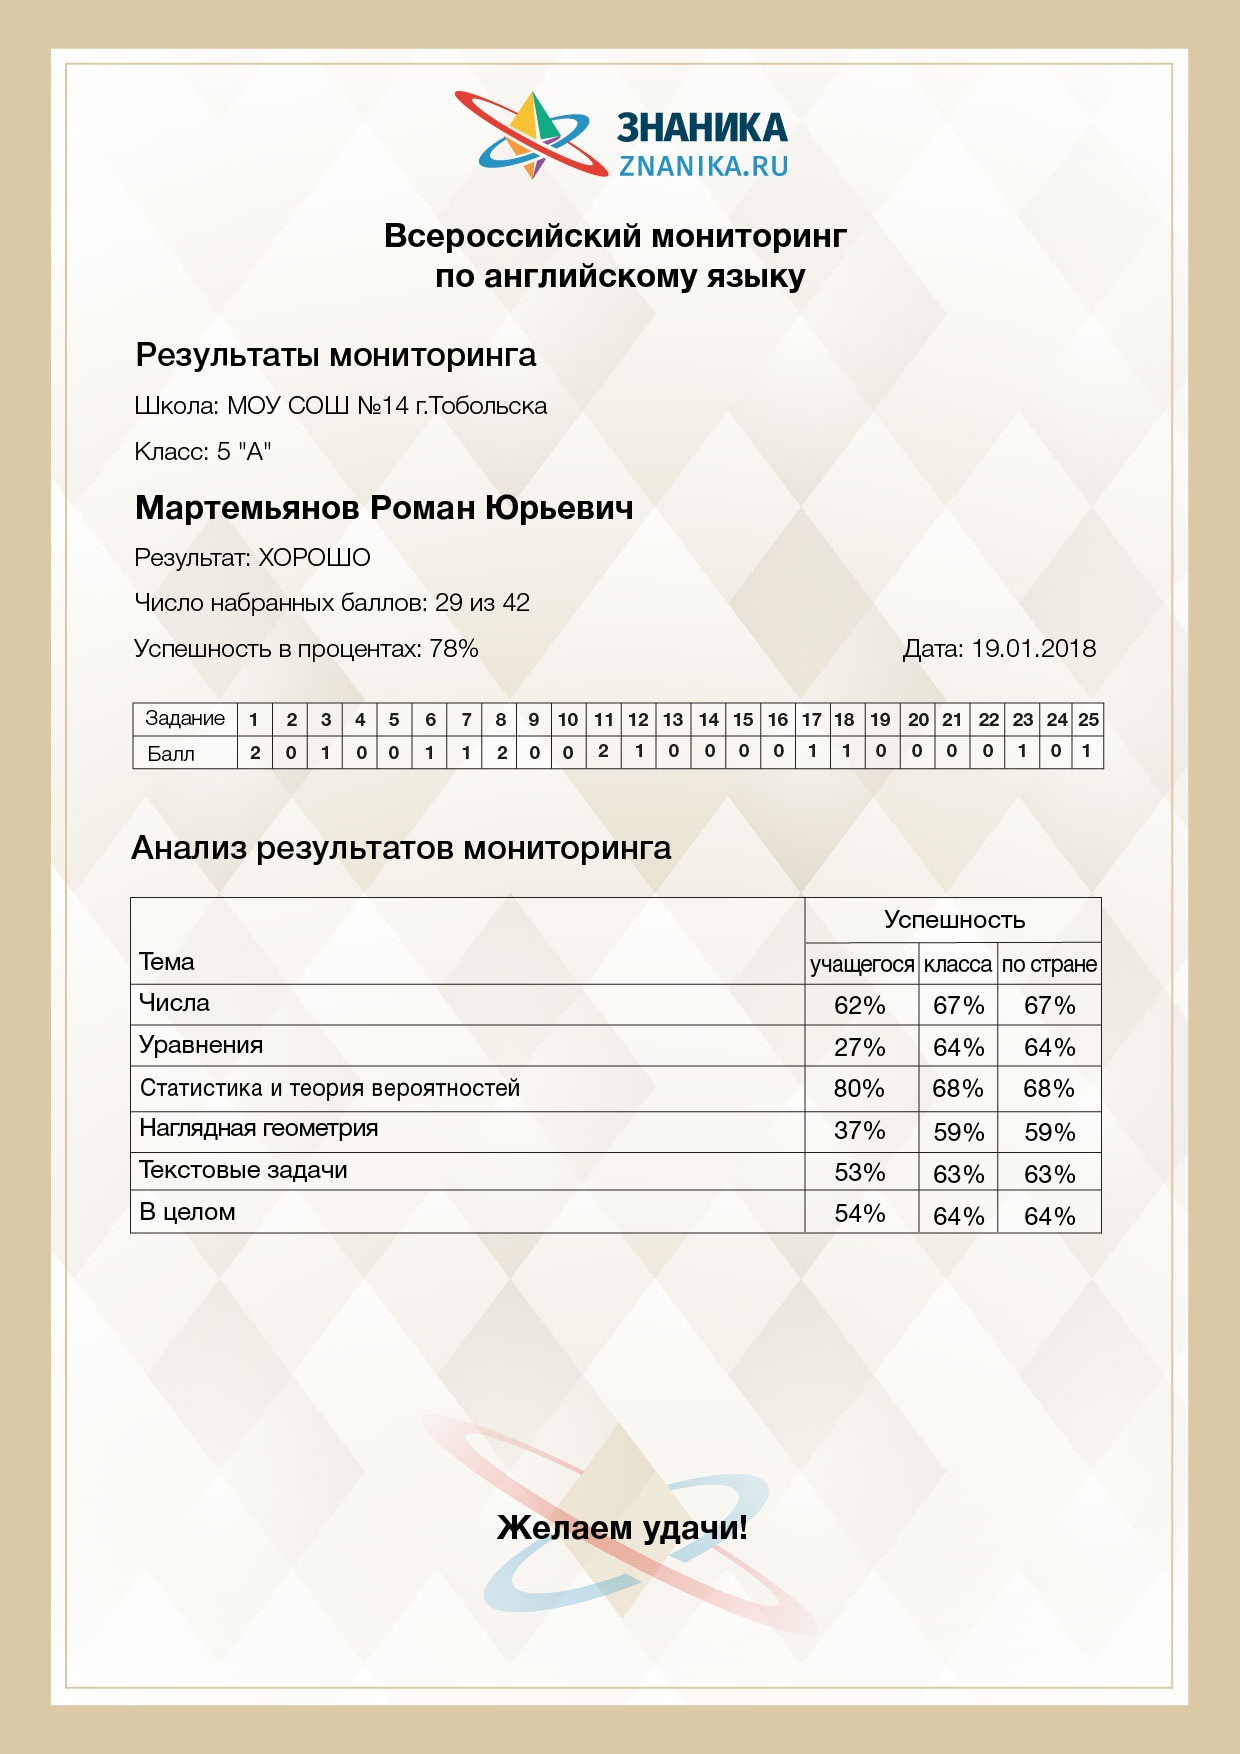 ЗНАНИКА
ZNANIKA.RU
Всероссийский мониторинг
по английскому языку
Результаты мониторинга
Школа: МОУ СОШ №14 г.Тобольска
Класс: 5 "А"
Мартемьянов Роман Юрьевич
Результат: ХОРОШО
Число набранных баллов: 29 из 42
Успешность в процентах: 78% Дата: 19.01.2018
Задание 1 2 3 4 5 6 7 8 9 10 11 12 13 14 15 16 17 18 19 20 21 22 23 24 25
Балл 2 0 1 0 0 1 1 2 0 0 2 1 0 0 0 0 1 1 0 0 0 0 1 0 1
Анализ результатов мониторинга
Успешность
Тема учащегося класса по стране
Числа 62% 67% 67%
Уравнения 27% 64% 64%
Статистика и теория вероятностей 80% 68% 68%
Наглядная геометрия 37% 59% 59%
Текстовые задачи 53% 63% 63%
В целом 54% 64% 64%
Желаем удачи!